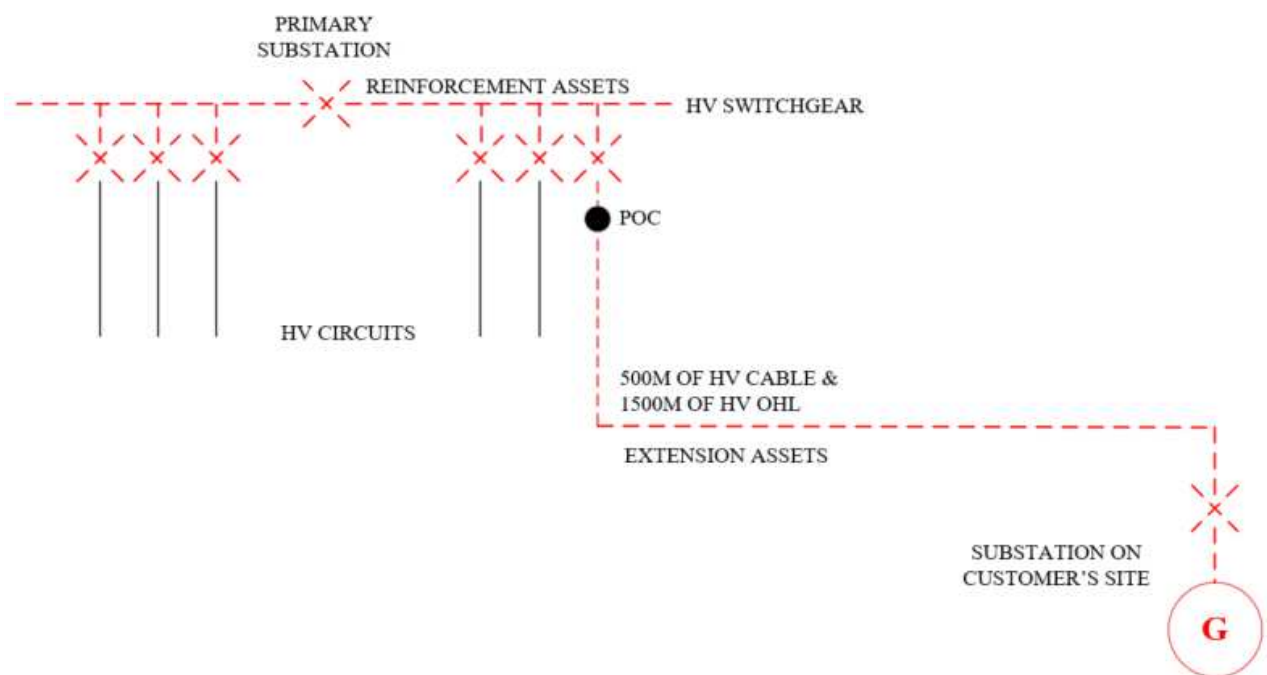 PRIMARY
SUBSTATION
REINFORCEMENT ASSETS
HV SWITCHGEAR
POC
HV CIRCUITS
500M OF HV CABLE &
1500M OF HV OHL
EXTENSION ASSETS
SUBSTATION ON
CUSTOMER'S SITE
G